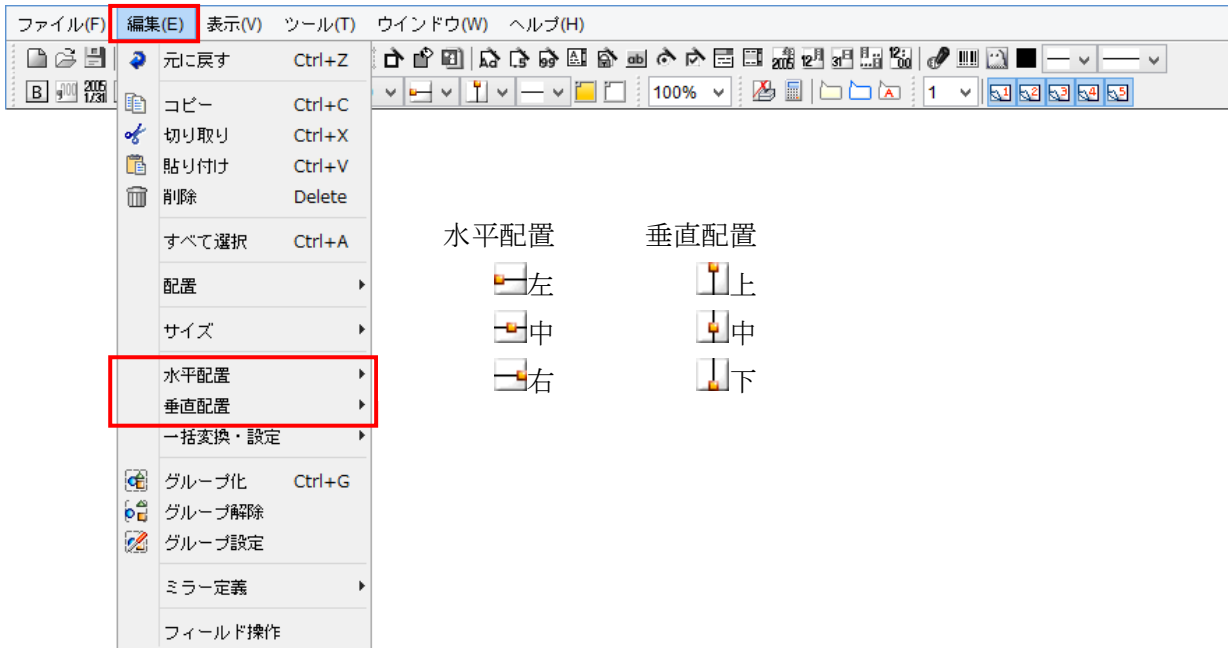 ファイル(F) 編集(E) 表示(V) ツール(T) ウインドウ(W) ヘルプ(H)
元に戻す Ctrl+Z
100% 1
コピー Ctrl+C
切り取り Ctrl+X
貼り付け Ctrl+V
削除 Delete
すべて選択 Ctrl+A
配置
サイズ
水平配置
垂直配置
一括変換・設定
グループ化 Ctrl+G
グループ解除
グループ設定
ミラー定義
フィールド操作
水平配置 垂直配置
左 上
中 中
右 下